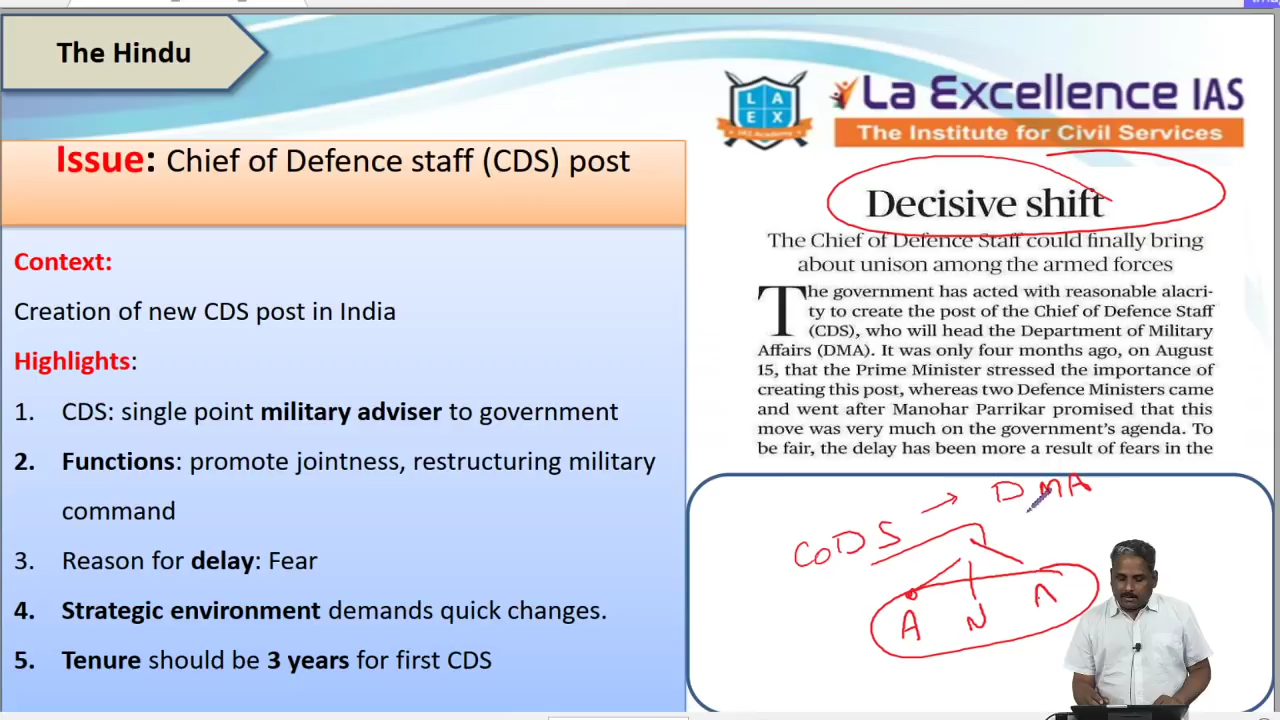 The Hindu
LA
EX
IAS Academy
La Excellence IAS
The Institute for Civil Services
Issue: Chief of Defence staff (CDS) post
Context:
Creation of new CDS post in India
Highlights:
1. CDS: single point military adviser to government
2. Functions: promote jointness, restructuring military
command
3. Reason for delay: Fear
4. Strategic environment demands quick changes.
5. Tenure should be 3 years for first CDS
Decisive shift
The Chief of Defence Staff could finally bring
about unison among the armed forces
The government has acted with reasonable alacri-
ty to create the post of the Chief of Defence Staff
(CDS), who will head the Department of Military
Affairs (DMA). It was only four months ago, on August
15, that the Prime Minister stressed the importance of
creating this post, whereas two Defence Ministers came
and went after Manohar Parrikar promised that this
move was very much on the government's agenda. To
be fair, the delay has been more a result of fears in the
CoDS → DMA
A N A